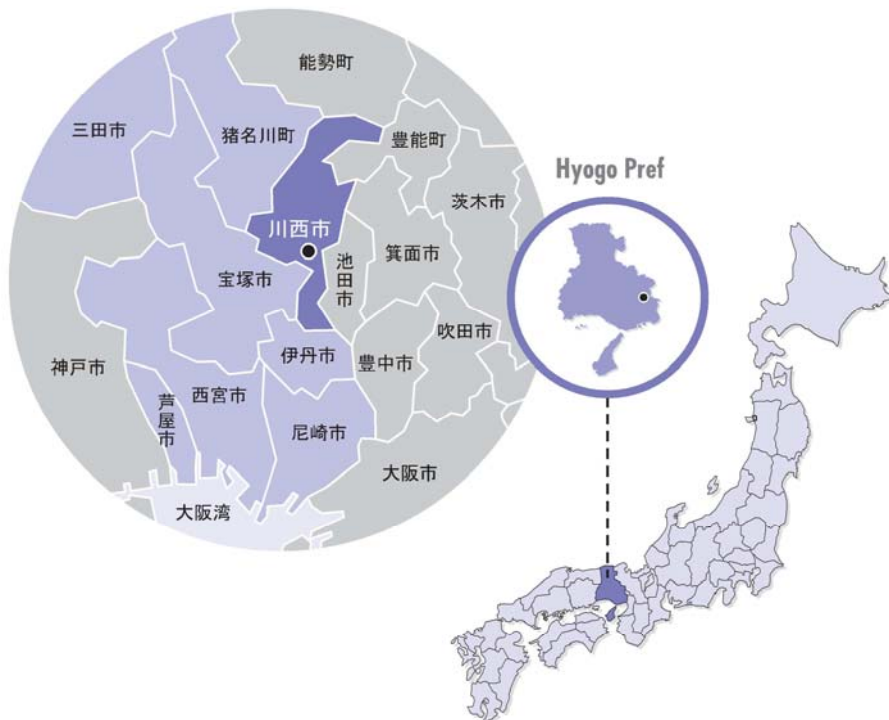 能勢町
三田市
猪名川町
豊能町
茨木市
川西市
箕面市
池田市
宝塚市
吹田市
伊丹市
豊中市
神戸市
西宮市
芦屋市
尼崎市
大阪市
大阪湾
Hyogo Pref